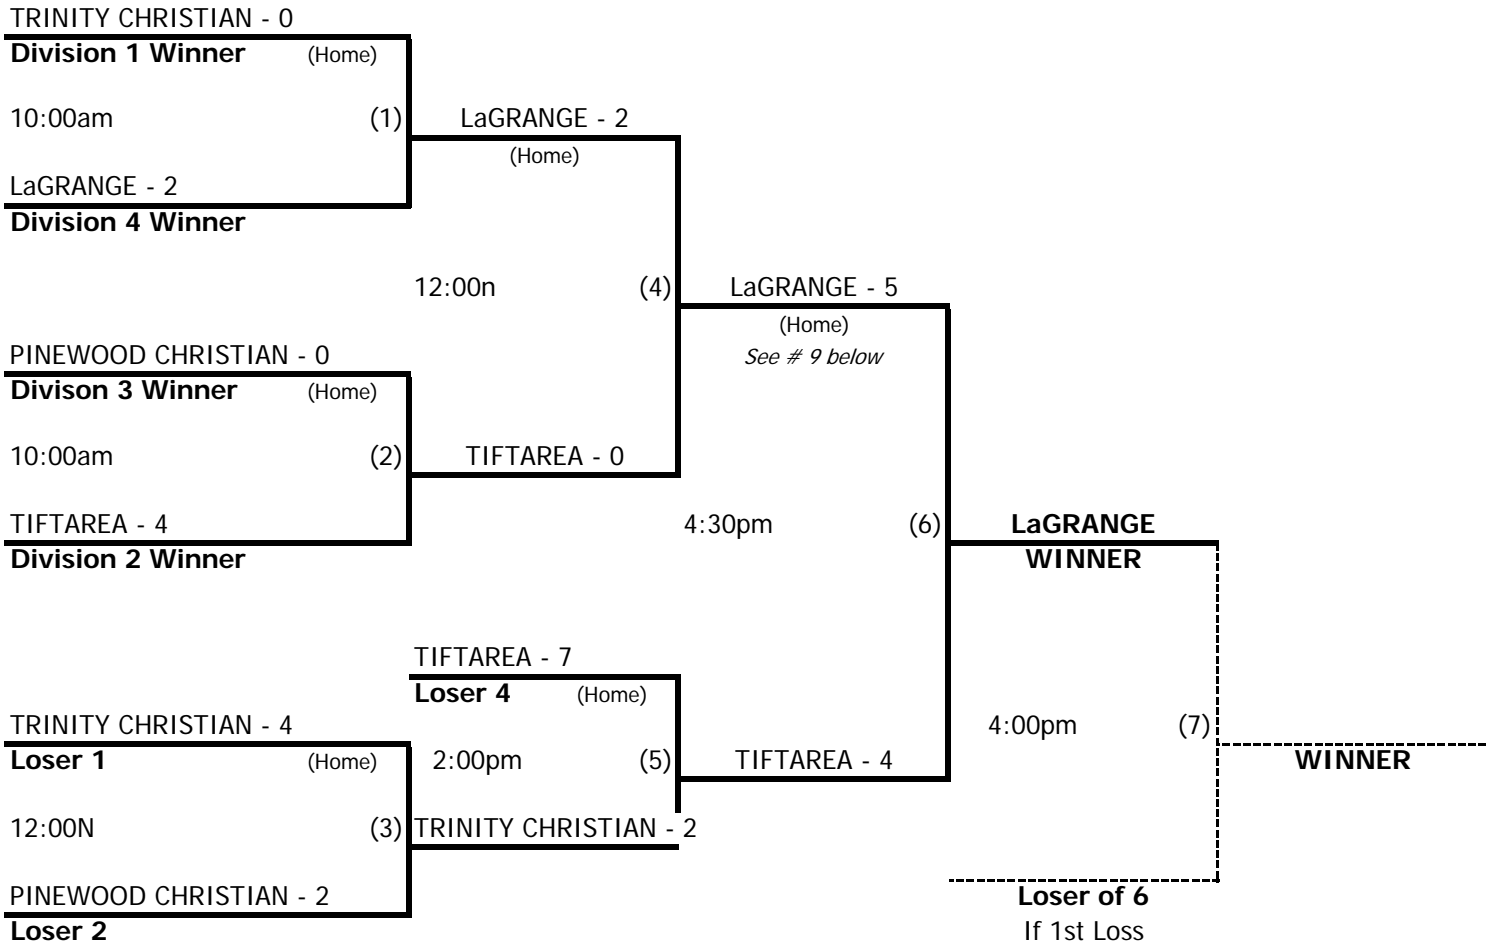 TRINITY CHRISTIAN - 0
Division 1 Winner (Home)
10:00am (1) LaGRANGE - 2
(Home)
LaGRANGE - 2
Division 4 Winner
12:00n (4) LaGRANGE - 5
(Home)
See # 9 below
PINEWOOD CHRISTIAN - 0
Divison 3 Winner (Home)
10:00am (2) TIFTAREA - 0
TIFTAREA - 4
Division 2 Winner
4:30pm (6) LaGRANGE
WINNER
TIFTAREA - 7
Loser 4 (Home)
TRINITY CHRISTIAN - 4
Loser 1 (Home)
2:00pm (5) TIFTAREA - 4
4:00pm (7)
WINNER
12:00N (3) TRINITY CHRISTIAN - 2
PINEWOOD CHRISTIAN - 2
Loser 2
Loser of 6
If 1st Loss